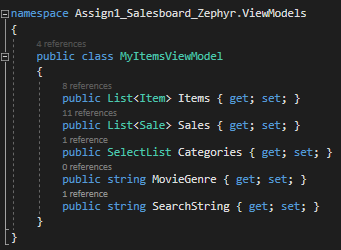 namespace Assign1_Salesboard_Zephyr.ViewModels
{
4 references
public class MyItemsViewModel
{
8 references
public List<Item> Items { get; set; }
11 references
public List<Sale> Sales { get; set; }
1 reference
public SelectList Categories { get; set; }
0 references
public string MovieGenre { get; set; }
1 reference
public string SearchString { get; set; }
}
}